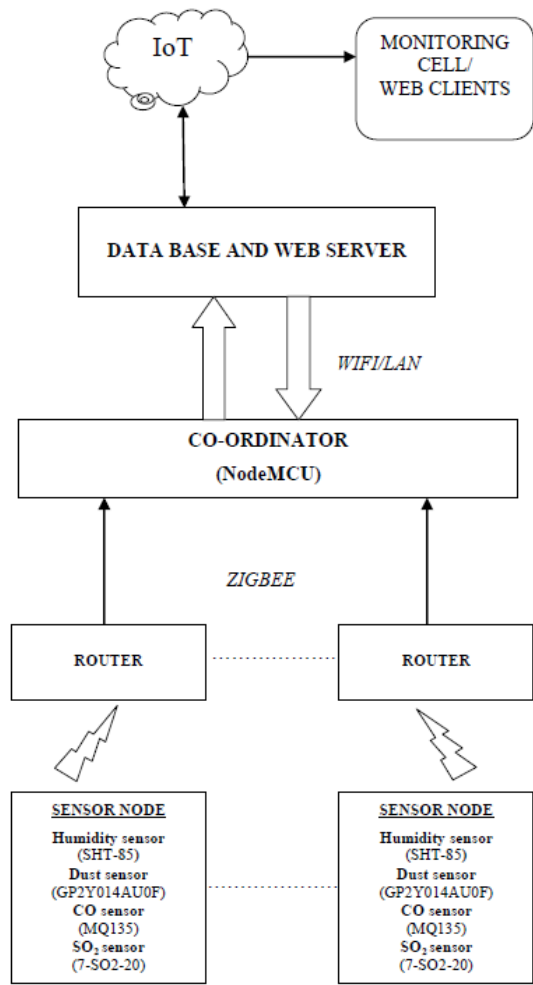 IoT
MONITORING
CELL/
WEB CLIENTS
DATA BASE AND WEB SERVER
WIFI/LAN
CO-ORDINATOR
(NodeMCU)
ZIGBEE
ROUTER
ROUTER
SENSOR NODE
Humidity sensor
(SHT-85)
Dust sensor
(GP2Y014AU0F)
CO sensor
(MQ135)
SO₂ sensor
(7-SO2-20)
SENSOR NODE
Humidity sensor
(SHT-85)
Dust sensor
(GP2Y014AU0F)
CO sensor
(MQ135)
SO₂ sensor
(7-SO2-20)